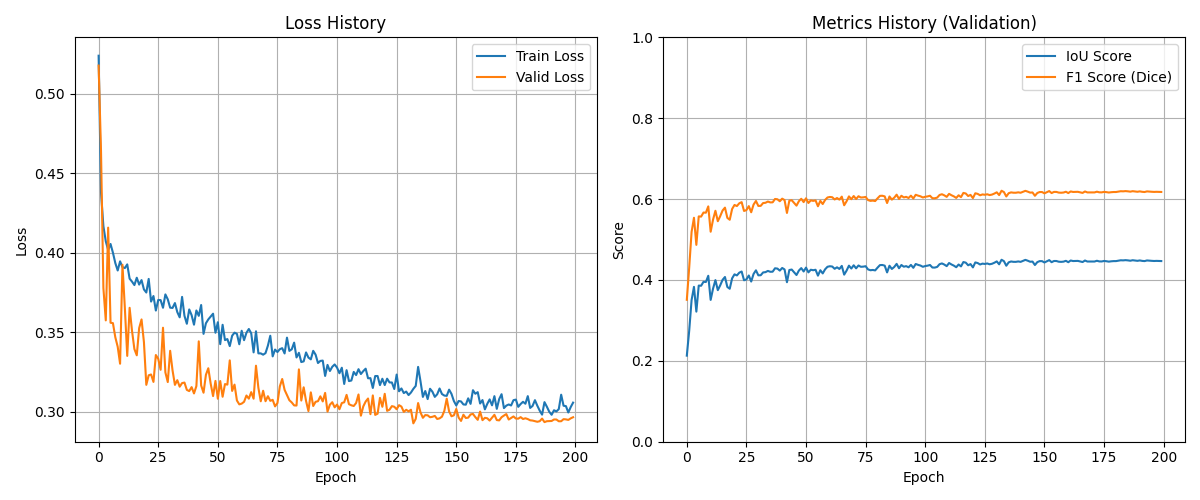 Loss History
Train Loss
Valid Loss
Loss
0.50
0.45
0.40
0.35
0.30
0 25 50 75 100 125 150 175 200
Epoch
Metrics History (Validation)
IoU Score
F1 Score (Dice)
Score
1.0
0.8
0.6
0.4
0.2
0.0
0 25 50 75 100 125 150 175 200
Epoch